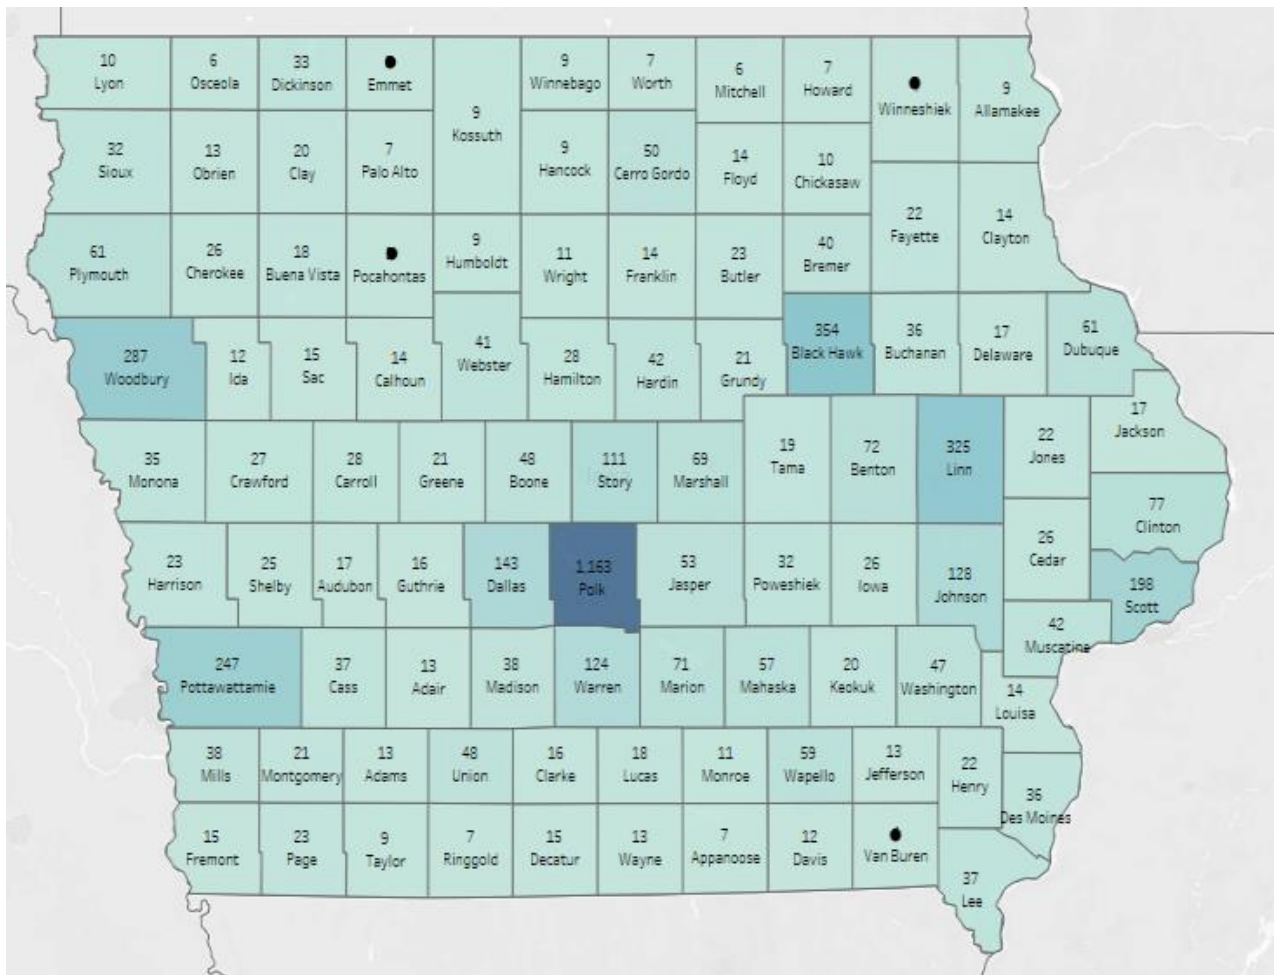 10
Lyon
6
Osceola
33
Dickinson
Emmet
9
Kossuth
9
Winnebago
7
Worth
6
Mitchell
7
Howard
Winneshiek
9
Allamakee
32
Sioux
13
Obrien
20
Clay
7
Palo Alto
9
Hancock
50
Cerro Gordo
14
Floyd
10
Chickasaw
22
Fayette
14
Clayton
61
Plymouth
26
Cherokee
18
Buena Vista
Pocahontas
9
Humboldt
11
Wright
14
Franklin
23
Butler
40
Bremer
287
Woodbury
12
Ida
15
Sac
14
Calhoun
41
Webster
28
Hamilton
42
Hardin
21
Grundy
354
Black Hawk
36
Buchanan
17
Delaware
61
Dubuque
35
Monona
27
Crawford
28
Carroll
21
Greene
48
Boone
111
Story
69
Marshall
19
Tama
72
Benton
325
Linn
22
Jones
17
Jackson
77
Clinton
23
Harrison
25
Shelby
17
Audubon
16
Guthrie
143
Dallas
1,163
Polk
53
Jasper
32
Poweshiek
26
Iowa
128
Johnson
26
Cedar
198
Scott
42
Muscatine
247
Pottawattamie
37
Cass
13
Adair
38
Madison
124
Warren
71
Marion
57
Mahaska
20
Keokuk
47
Washington
14
Louisa
38
Mills
21
Montgomery
13
Adams
48
Union
16
Clarke
18
Lucas
11
Monroe
59
Wapello
13
Jefferson
22
Henry
36
Des Moines
15
Fremont
23
Page
9
Taylor
7
Ringgold
15
Decatur
13
Wayne
7
Appanoose
12
Davis
Van Buren
37
Lee